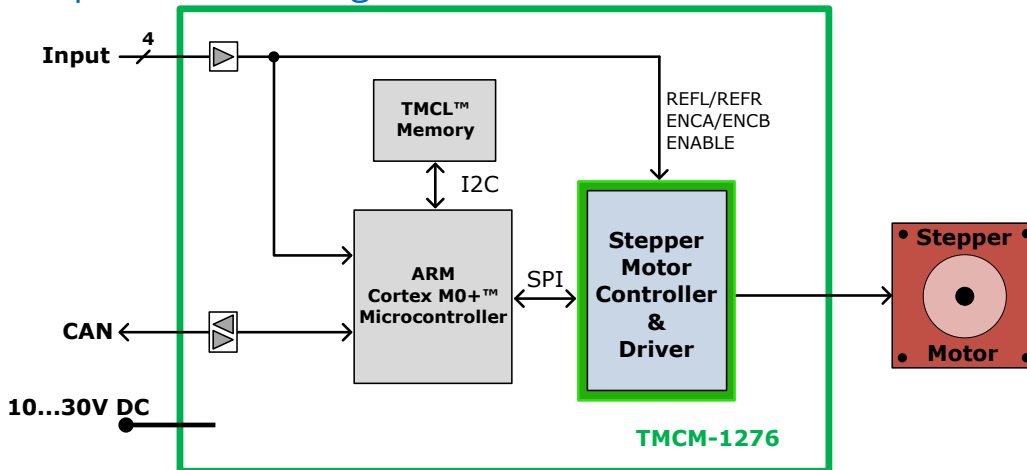 4
Input
TMCL™
Memory
REFL/REFR
ENCA/ENCB
ENABLE
I2C
ARM
Cortex M0+™
Microcontroller
SPI
Stepper
Motor
Controller
&
Driver
Stepper
Motor
CAN
10...30V DC
TMCM-1276